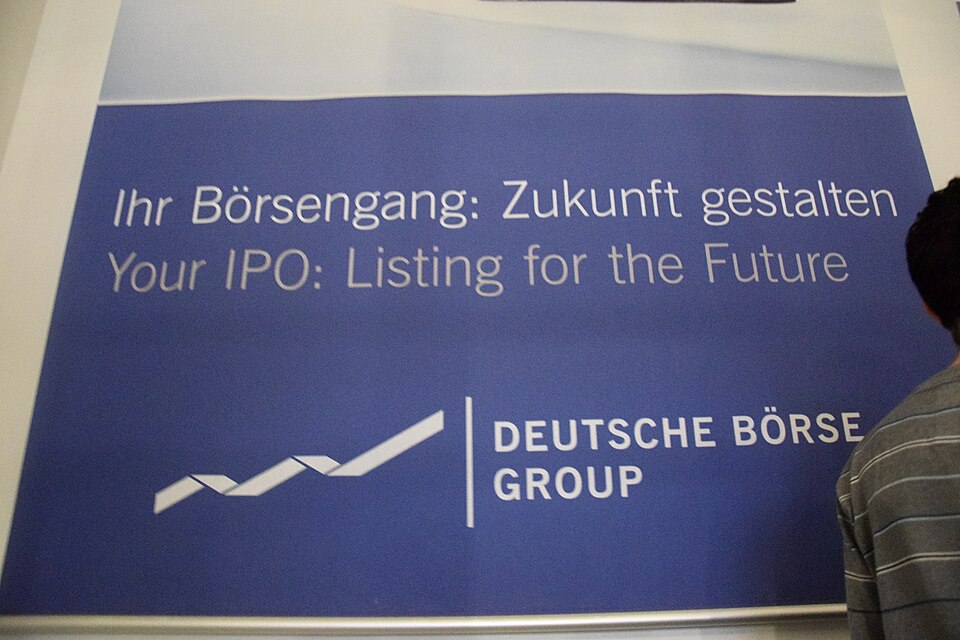 Ihr Börsengang: Zukunft gestalten
Your IPO: Listing for the Future
DEUTSCHE BÖRSE
GROUP